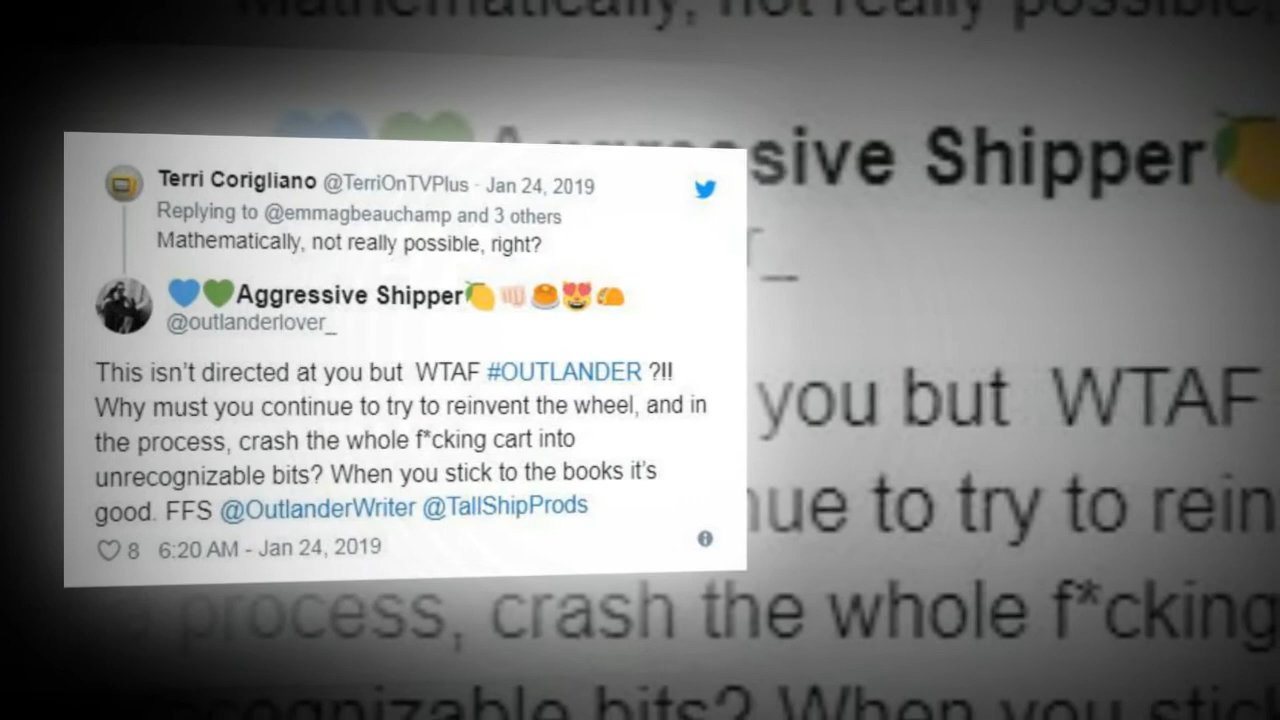 Mathematically, not really possible,
Aggressive Shipper🍋
r_
you but WTAF
nue to try to rein
process, crash the whole f*cking
ognizable bits? When you stick
Terri Corigliano @TerriOnTVPlus · Jan 24, 2019
Replying to @emmagbeauchamp and 3 others
Mathematically, not really possible, right?
💙💚Aggressive Shipper🍋👊🏻🥞😻🌮
@outlanderlover_
This isn't directed at you but WTAF #OUTLANDER ?!!
Why must you continue to try to reinvent the wheel, and in
the process, crash the whole f*cking cart into
unrecognizable bits? When you stick to the books it's
good. FFS @OutlanderWriter @TallShipProds
8 6:20 AM - Jan 24, 2019